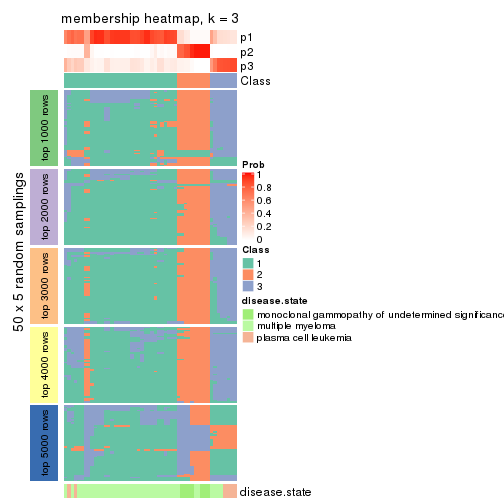 membership heatmap, k = 3
p1
p2
p3
Class
50 x 5 random samplings
top 1000 rows
top 2000 rows
top 3000 rows
top 4000 rows
top 5000 rows
Prob
1
0.8
0.6
0.4
0.2
0
Class
1
2
3
disease.state
monoclonal gammopathy of undetermined significance
multiple myeloma
plasma cell leukemia
disease.state